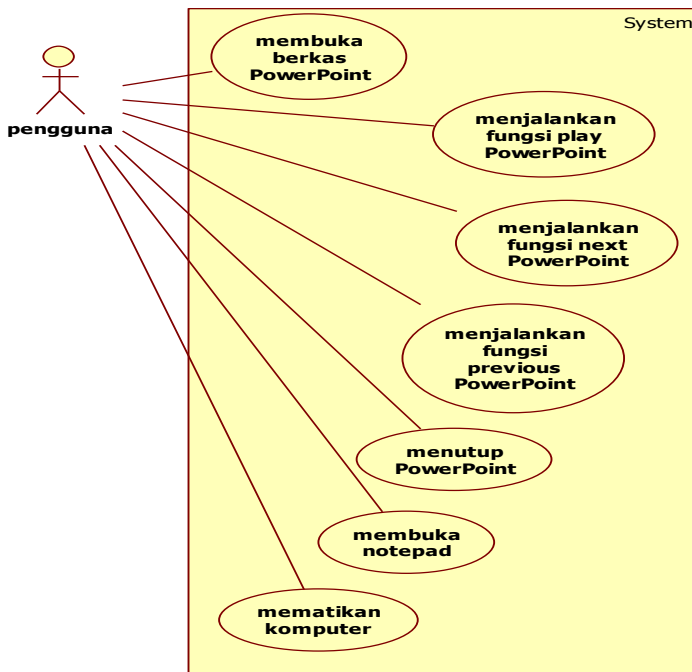 System
membuka
berkas
PowerPoint
pengguna
menjalankan
fungsi play
PowerPoint
menjalankan
fungsi next
PowerPoint
menjalankan
fungsi
previous
PowerPoint
menutup
PowerPoint
membuka
notepad
mematikan
komputer